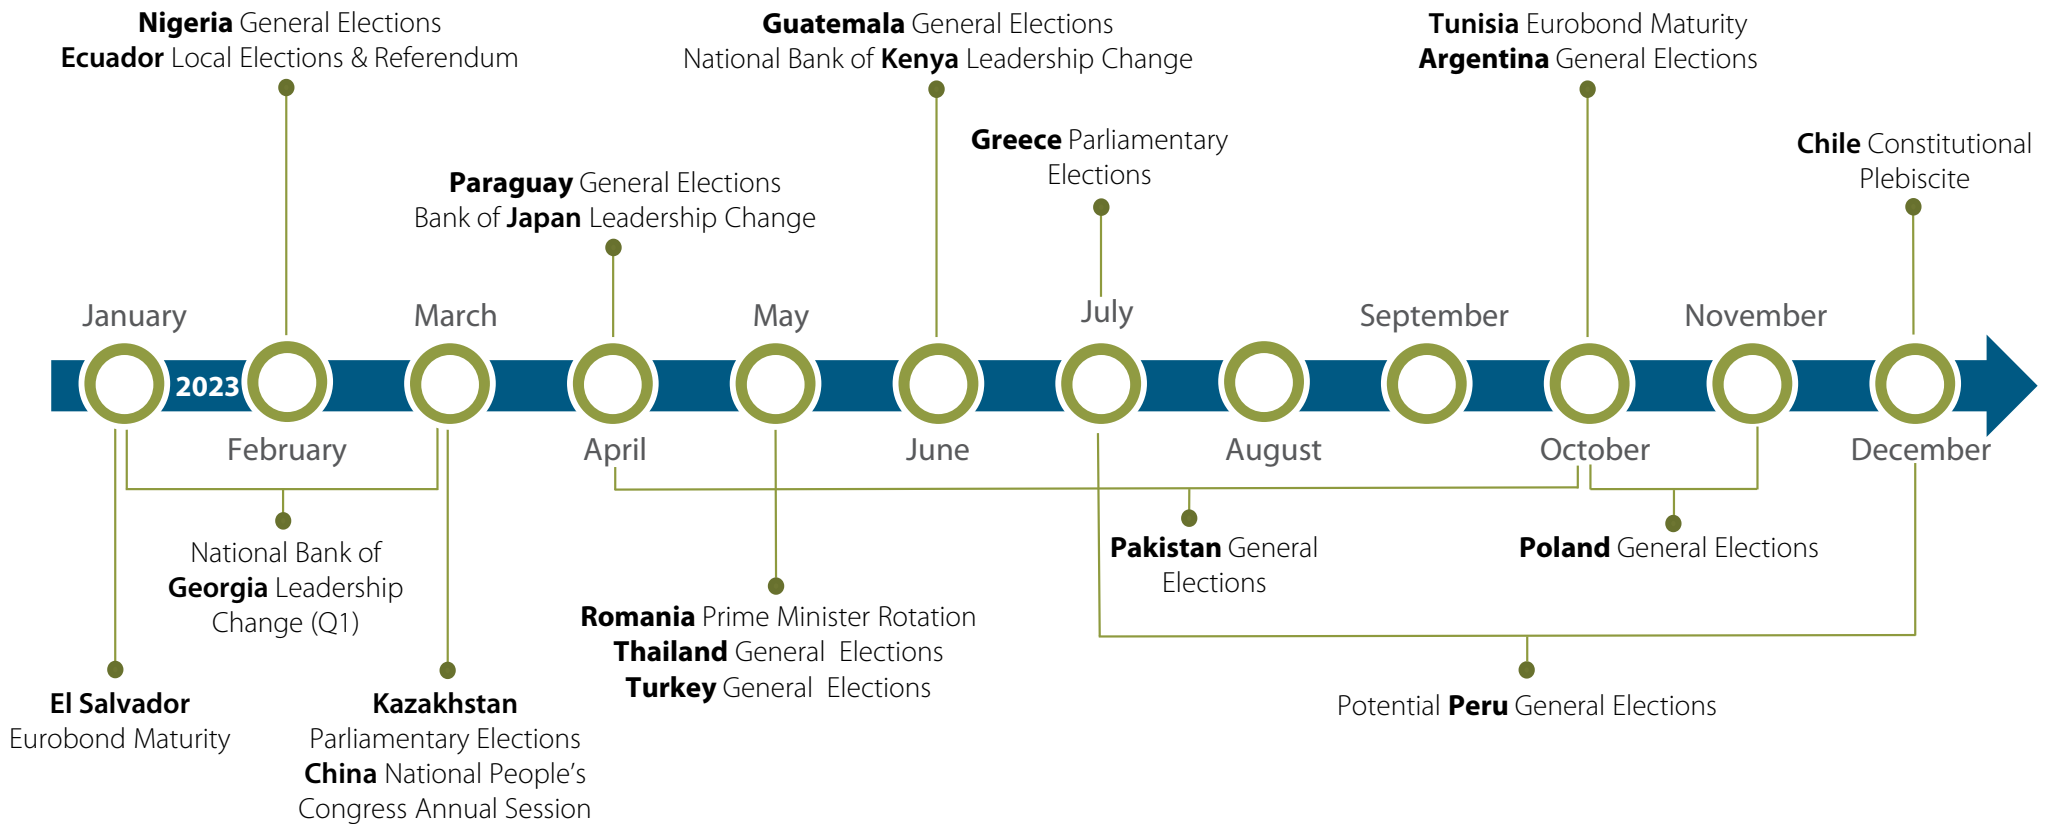 Nigeria General Elections
Ecuador Local Elections & Referendum
Guatemala General Elections
National Bank of Kenya Leadership Change
Tunisia Eurobond Maturity
Argentina General Elections
Greece Parliamentary
Elections
Chile Constitutional
Plebiscite
Paraguay General Elections
Bank of Japan Leadership Change
January
March
May
July
September
November
2023
February
April
June
August
October
December
National Bank of
Georgia Leadership
Change (Q1)
Pakistan General
Elections
Poland General Elections
Romania Prime Minister Rotation
Thailand General Elections
Turkey General Elections
El Salvador
Eurobond Maturity
Kazakhstan
Parliamentary Elections
China National People’s
Congress Annual Session
Potential Peru General Elections